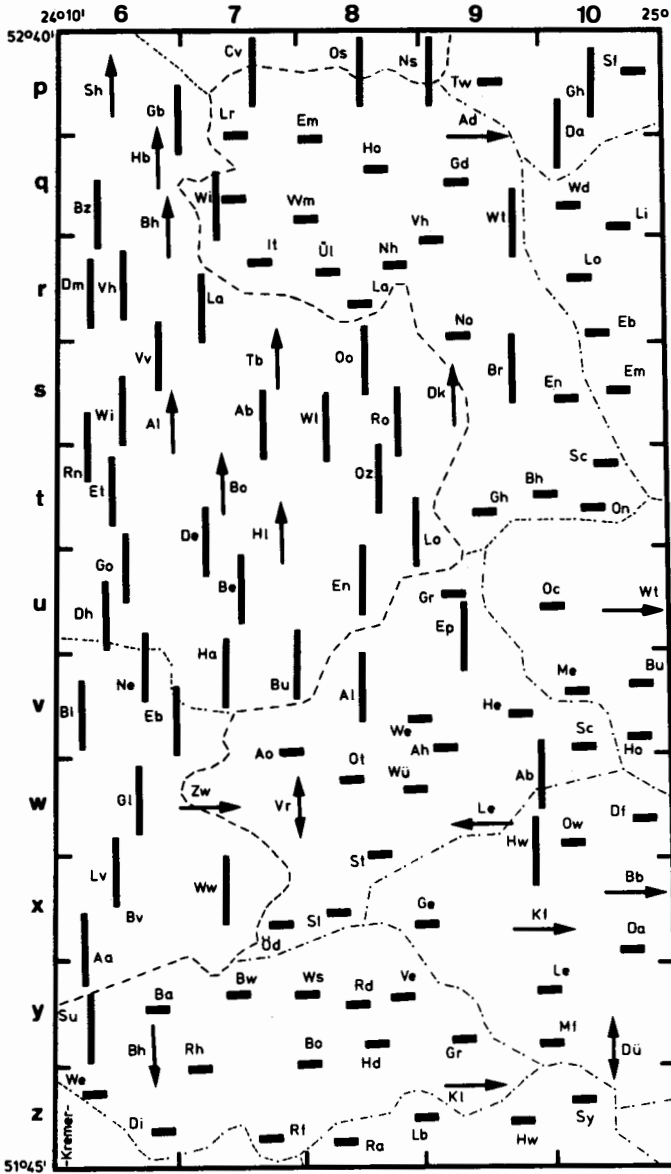 24°10' 6 7 8 9 10 25°
52°40'
Cv Os Ns Sf
p Sh Tw Gh
Gb Lr Em Ad Da
Hb Ho
q Gd
Bz Wi Wm Wd
Bh Vh Wt Li
It Ül Nh
r Dm Vh La La Lo
No Eb
Vv Tb Oo
s Br En Em
Wi Al Ab Wl Ro Dk
Rn Oz Sc
t Et Bo Bh
De Hl Gh On
Lo
Go Be En Oc
u Gr Wt
Dh Ep
Ha Me Bu
v Ne Bu Al
Bl Eb We He
Ao Ah Sc Ho
Ot
w Gl Zw Wü Ab
Vr Le Df
Hw Ow
St
Lv Ww Bb
x Bv Sl Ge Kf
Öd Da
Aa
Bw Ws Rd Ve Le
y Su Ba
Bh Rh Bo Hd Gr Mf Dü
We Kl
z Sy
Di Rf Ra Lb Hw
51°45' Kremer-